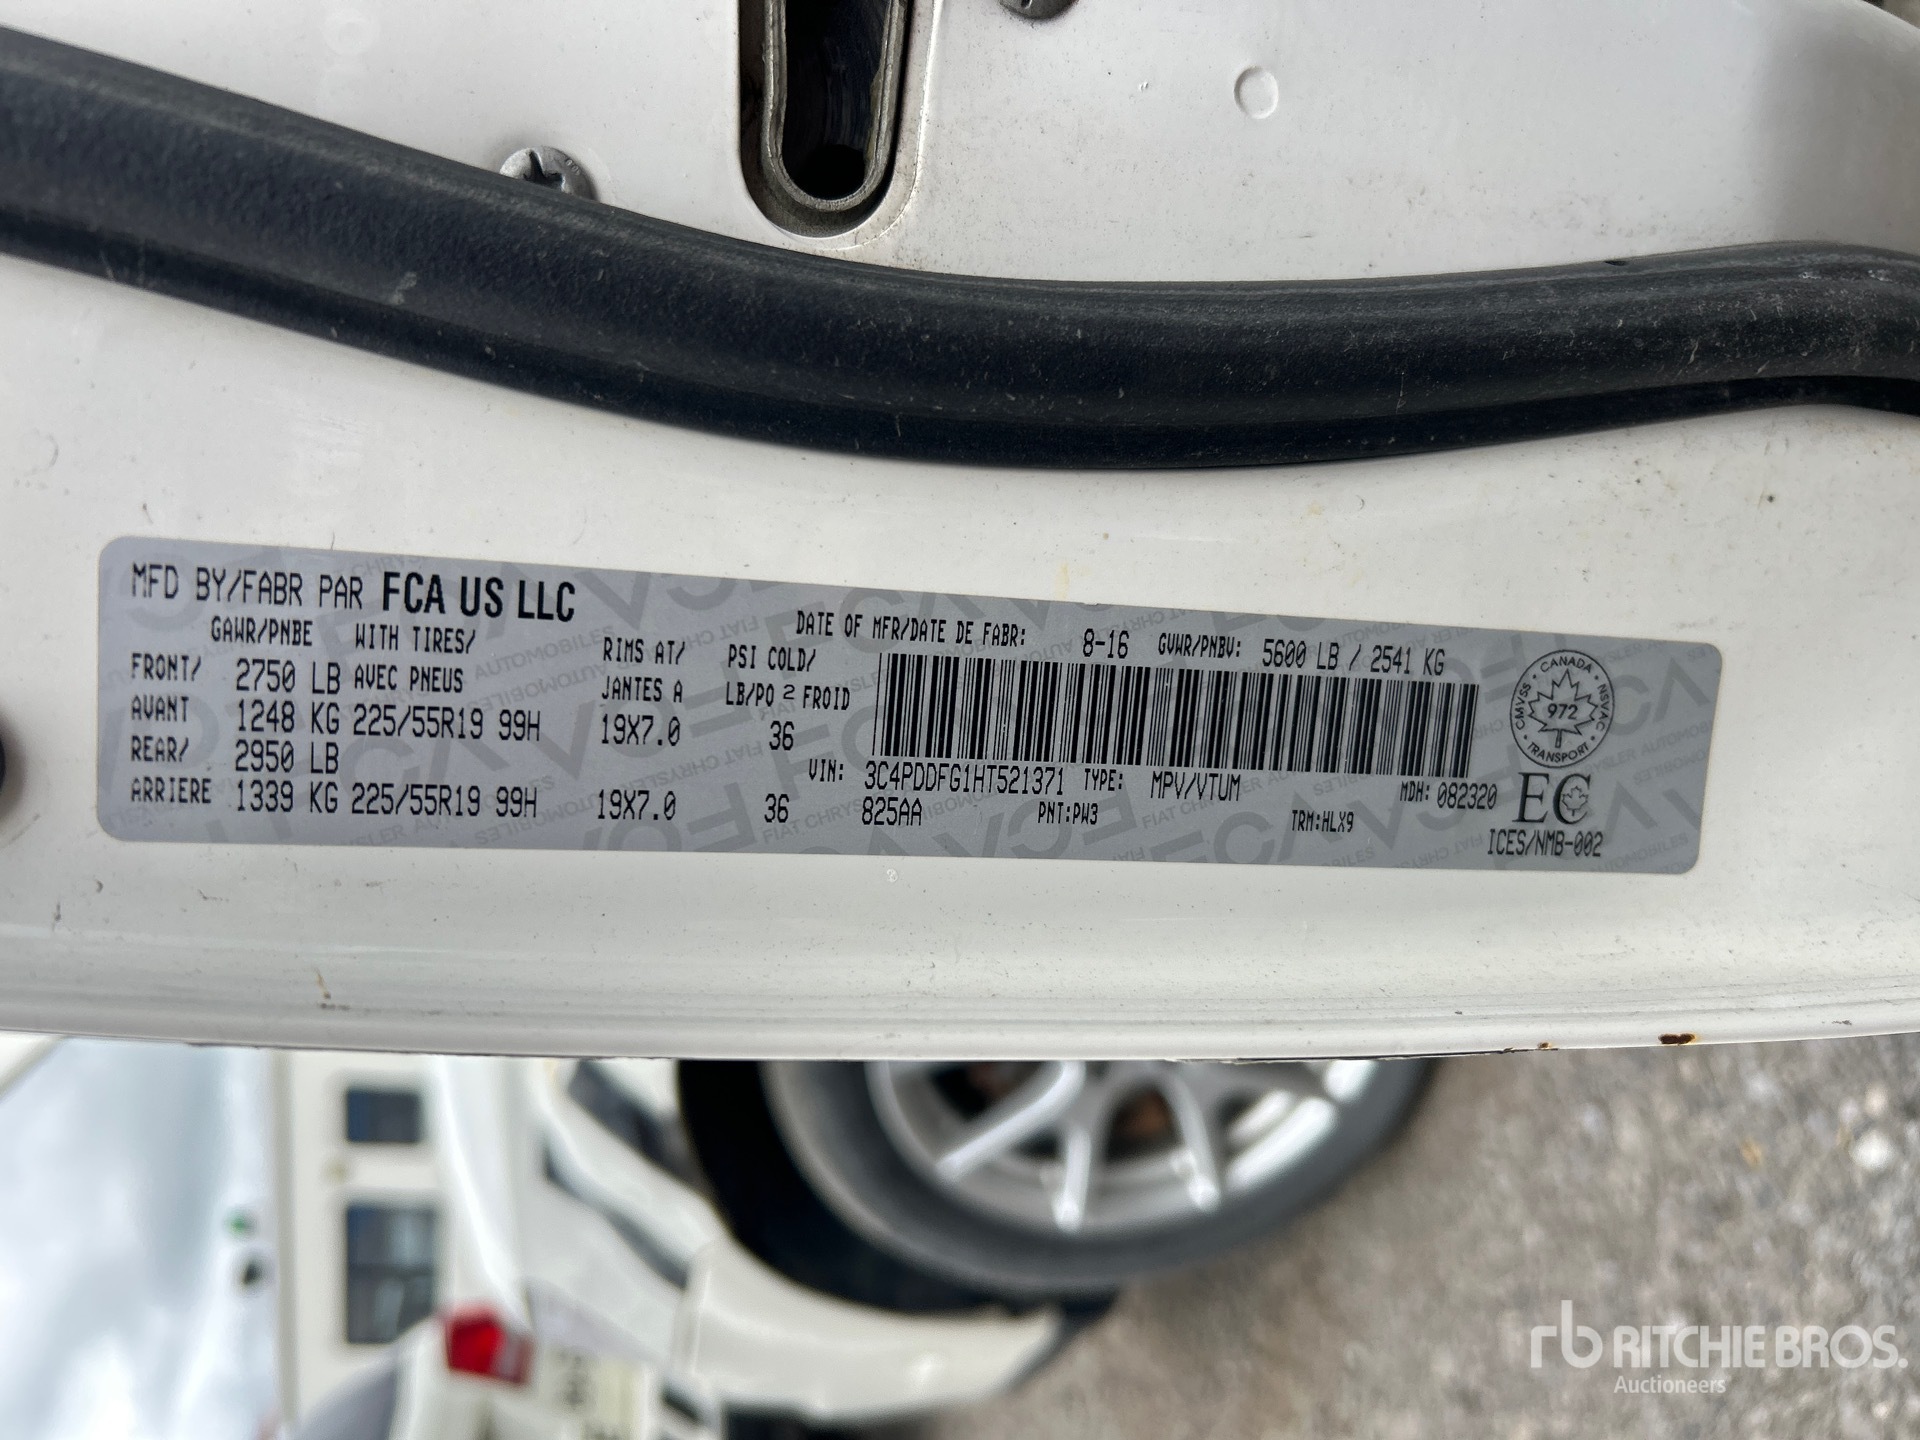 MFD BY/FABR PAR FCA US LLC
DATE OF MFR/DATE DE FABR: 8-16 GVWR/PNBV: 5600 LB / 2541 KG
GAWR/PNBE WITH TIRES/ RIMS AT/ PSI COLD/
FRONT/ 2750 LB AVEC PNEUS JANTES A LB/PO 2 FROID
AVANT 1248 KG 225/55R19 99H 19X7.0 36
REAR/ 2950 LB
ARRIERE 1339 KG 225/55R19 99H 19X7.0 36
VIN: 3C4PDDFG1HT521371 TYPE: MPV/VTUM MDH: 082320
825AA PNT:PW3 TRM:HLX9
CANADA
CMVSS 972 NSVAC
TRANSPORT
EC
ICES/NMB-002
rb RITCHIE BROS.
Auctioneers